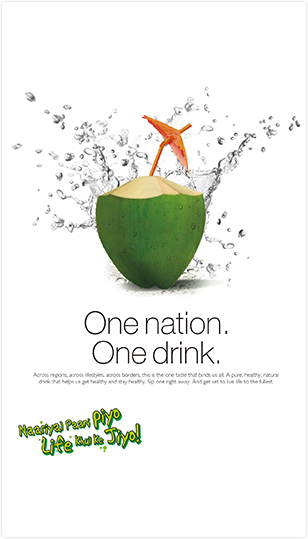 One nation.
One drink.
Across regions, across lifestyles, across borders, this is the one taste that binds us all. A pure, healthy, natural
drink that helps us get healthy and stay healthy. Sip one right away. And get set to live life to the fullest.
Naariyal Paani Piyo
Life Khul Ke Jiyo!